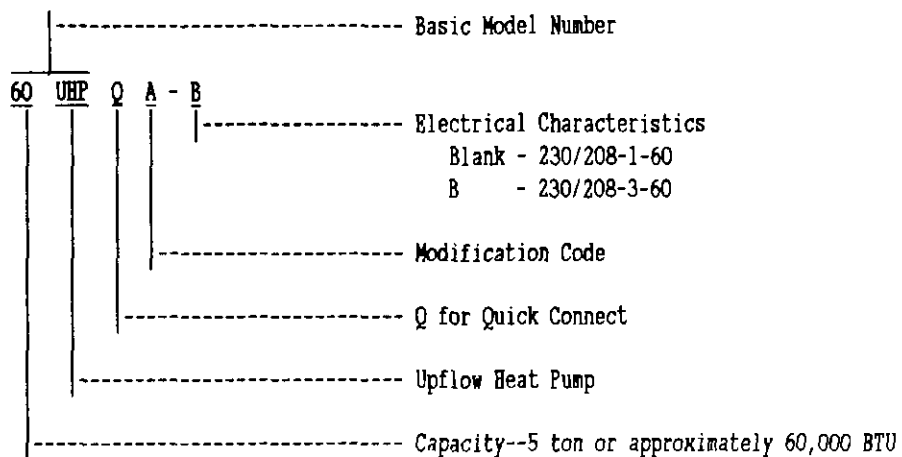 Basic Model Number
60 UHP Q A - B
Electrical Characteristics
Blank - 230/208-1-60
B - 230/208-3-60
Modification Code
Q for Quick Connect
Upflow Heat Pump
Capacity--5 ton or approximately 60,000 BTU